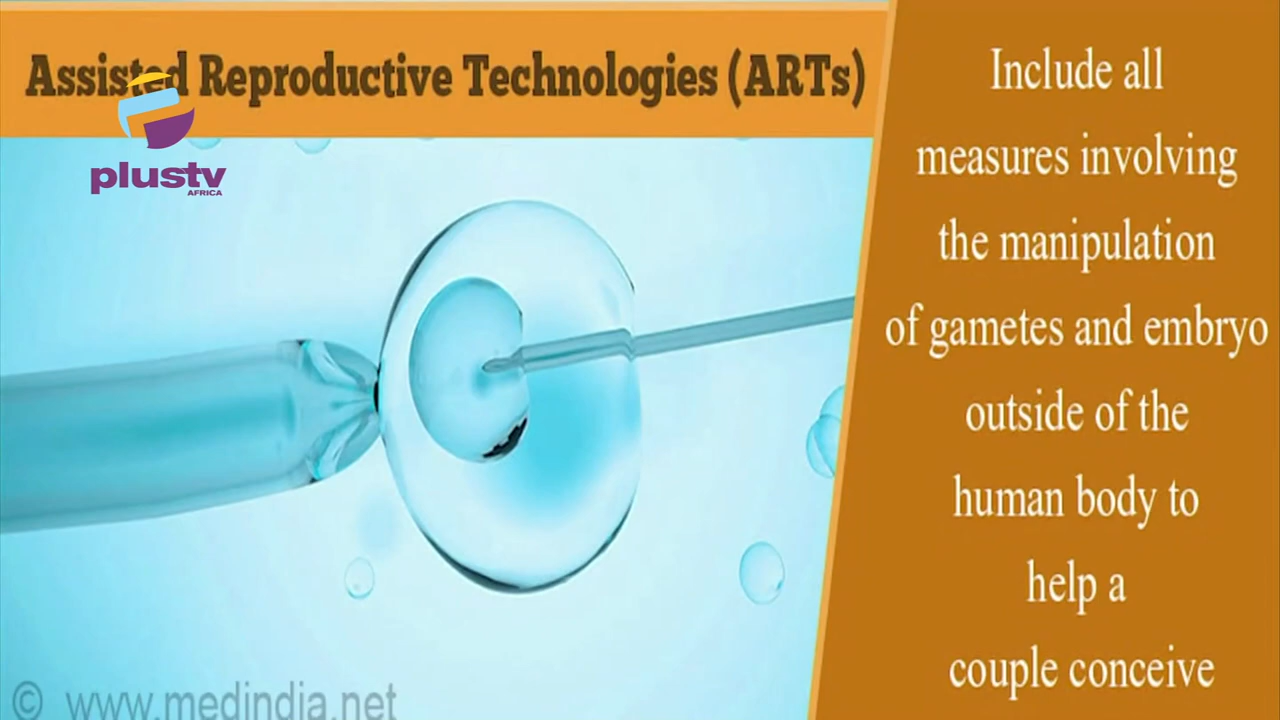 Assisted Reproductive Technologies (ARTs)
plustv
AFRICA
Include all
measures involving
the manipulation
of gametes and embryo
outside of the
human body to
help a
couple conceive
© www.medindia.net